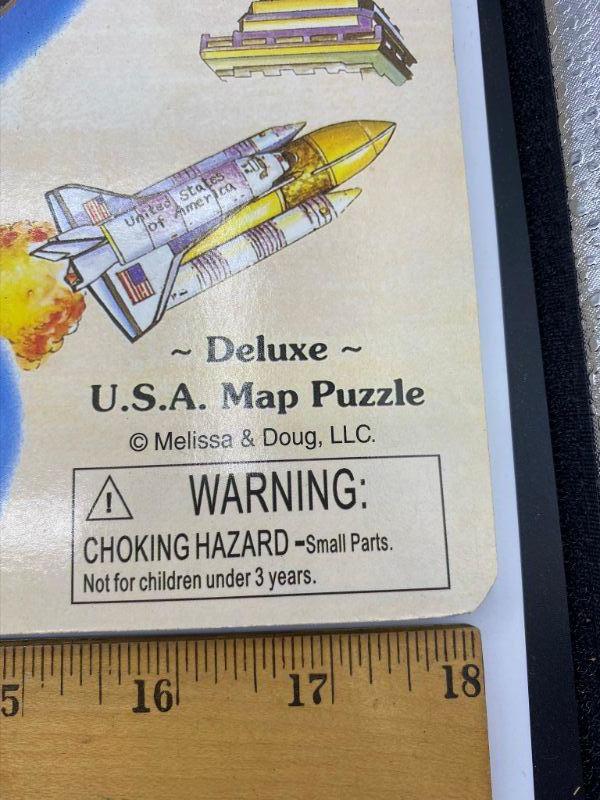 United States
of America
~ Deluxe ~
U.S.A. Map Puzzle
© Melissa & Doug, LLC.
WARNING:
CHOKING HAZARD -Small Parts.
Not for children under 3 years.
5 16 17 18